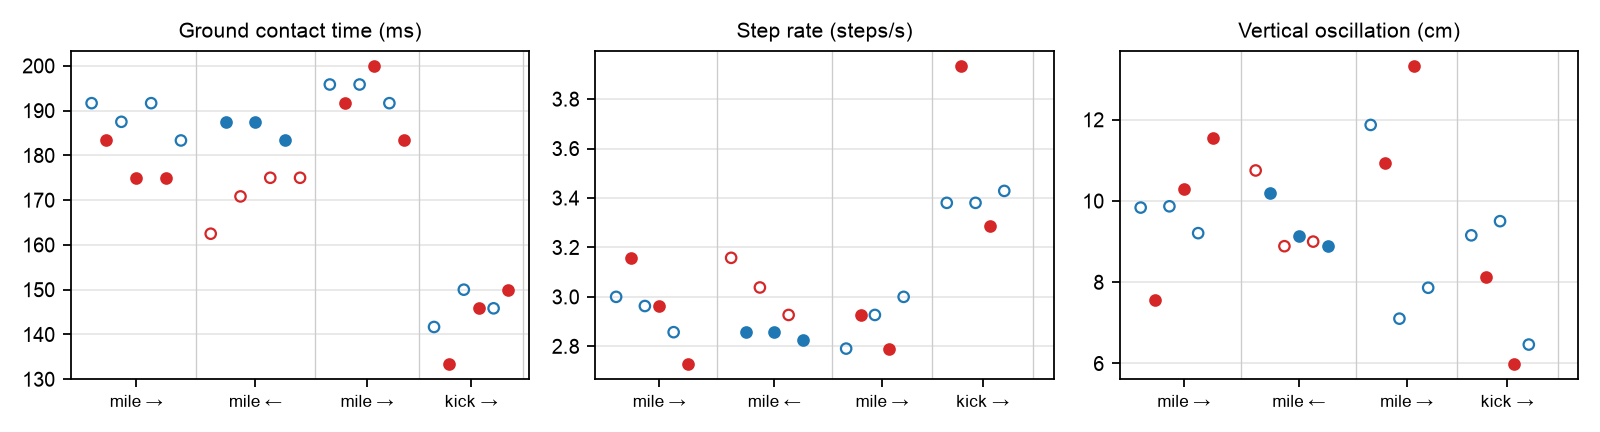 Ground contact time (ms)
200
190
180
170
160
150
140
130
mile →
mile ←
mile →
kick →
Step rate (steps/s)
3.8
3.6
3.4
3.2
3.0
2.8
mile →
mile ←
mile →
kick →
Vertical oscillation (cm)
12
10
8
6
mile →
mile ←
mile →
kick →